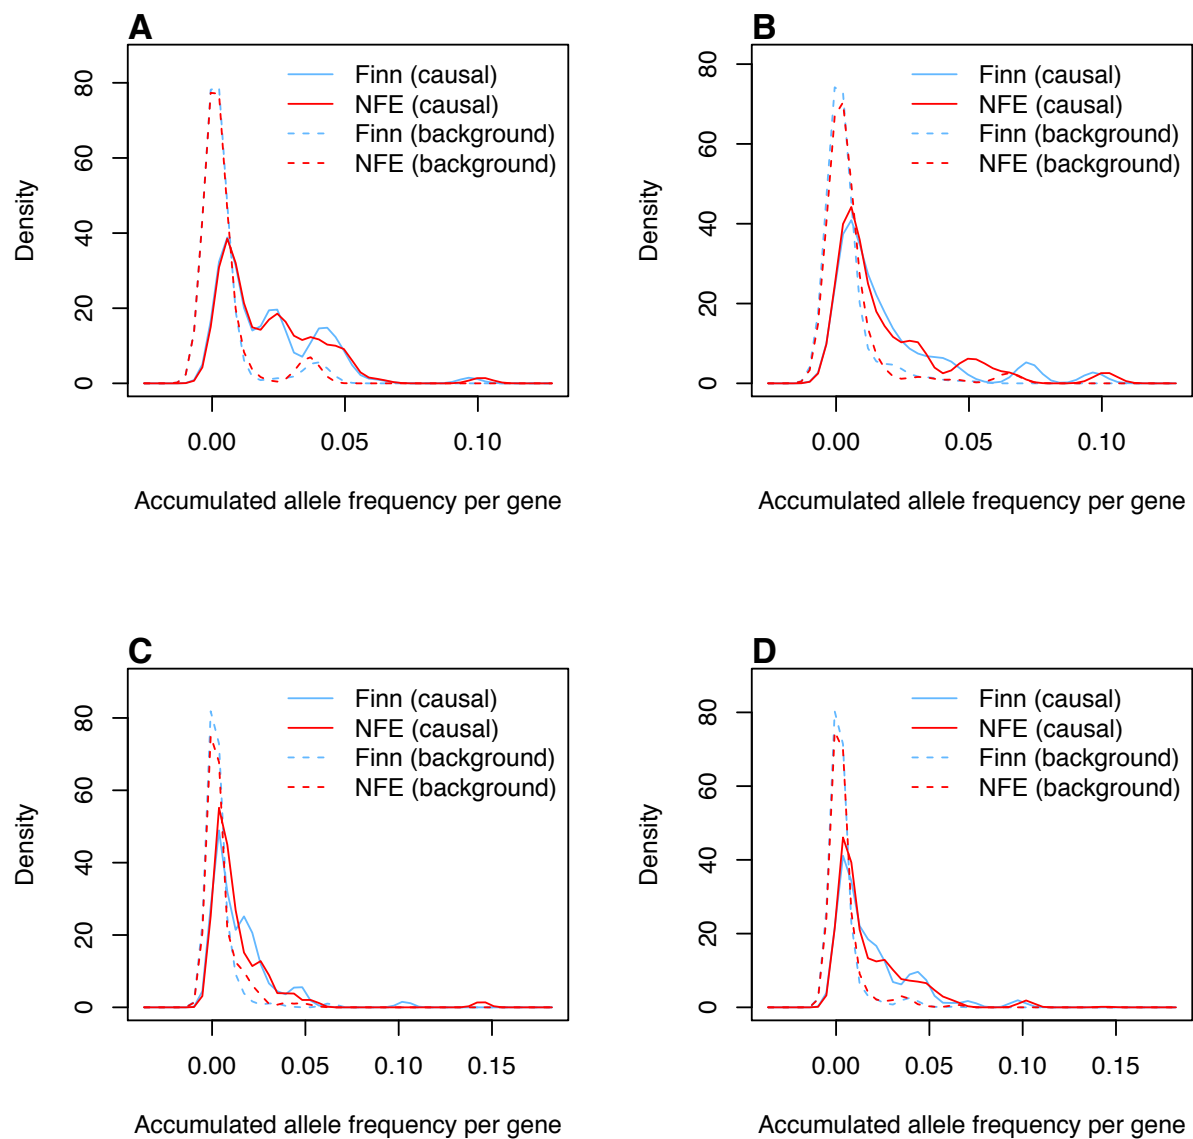 A
Finn (causal)
NFE (causal)
Finn (background)
NFE (background)
Density
0
20
40
60
80
0.00
0.05
0.10
Accumulated allele frequency per gene
B
Finn (causal)
NFE (causal)
Finn (background)
NFE (background)
Density
0
20
40
60
80
0.00
0.05
0.10
Accumulated allele frequency per gene
C
Finn (causal)
NFE (causal)
Finn (background)
NFE (background)
Density
0
20
40
60
80
0.00
0.05
0.10
0.15
Accumulated allele frequency per gene
D
Finn (causal)
NFE (causal)
Finn (background)
NFE (background)
Density
0
20
40
60
80
0.00
0.05
0.10
0.15
Accumulated allele frequency per gene